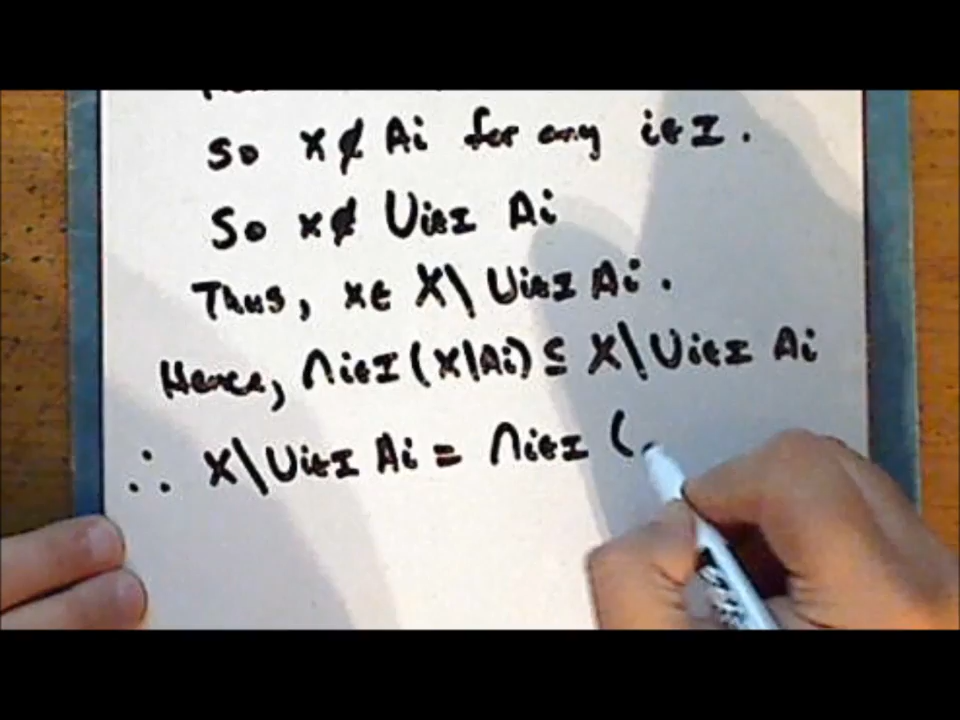 So x ∉ Ai for any i∈I.
So x∉ ∪i∈I Ai
Thus, x∈ X\ ∪i∈I Ai.
Hence, ∩i∈I (X\Ai) ⊆ X\∪i∈I Ai
∴ X\∪i∈I Ai = ∩i∈I (